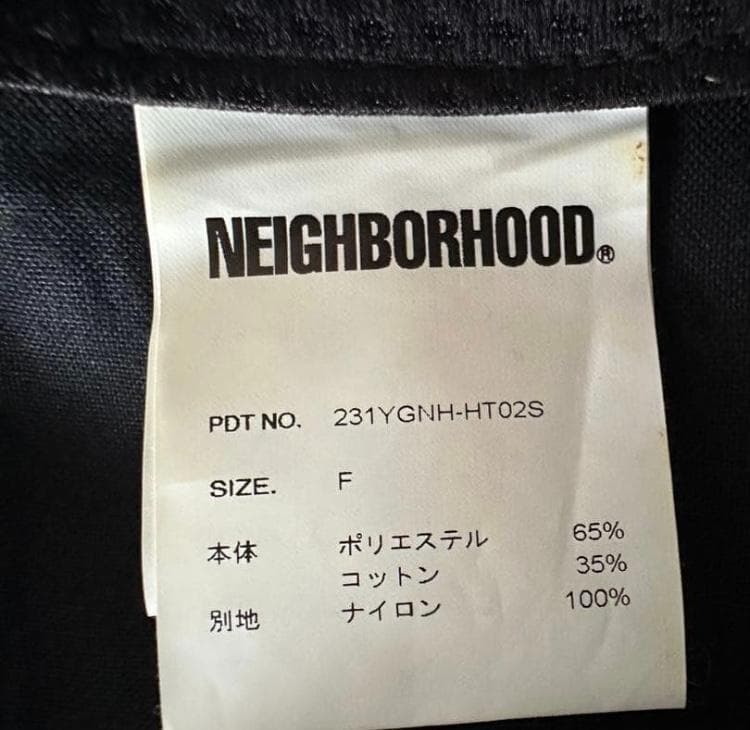 NEIGHBORHOOD®
PDT NO. 231YGNH-HT02S
SIZE. F
本体 ポリエステル 65%
コットン 35%
別地 ナイロン 100%